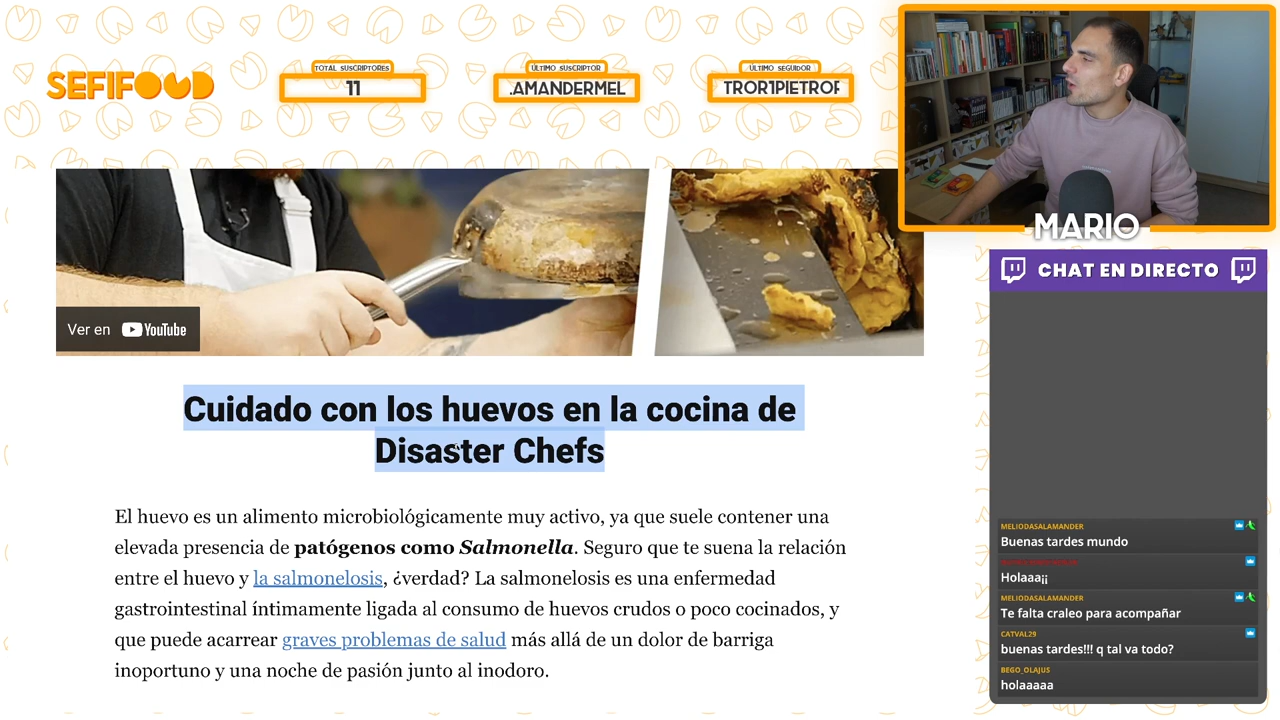 SEFIFOOD
TOTAL SUSCRIPTORES
11
ÚLTIMO SUSCRIPTOR
.AMANDERMEL
ÚLTIMO SEGUIDOR
TROR1PIETROF
MARIO
CHAT EN DIRECTO
Ver en YouTube
Cuidado con los huevos en la cocina de
Disaster Chefs
El huevo es un alimento microbiológicamente muy activo, ya que suele contener una
elevada presencia de patógenos como Salmonella. Seguro que te suena la relación
entre el huevo y la salmonelosis, ¿verdad? La salmonelosis es una enfermedad
gastrointestinal íntimamente ligada al consumo de huevos crudos o poco cocinados, y
que puede acarrear graves problemas de salud más allá de un dolor de barriga
inoportuno y una noche de pasión junto al inodoro.
MELIODASALAMANDER
Buenas tardes mundo
Holaaa¡¡
MELIODASALAMANDER
Te falta craleo para acompañar
CATVAL29
buenas tardes!!! q tal va todo?
BEGO_OLAJUS
holaaaaa